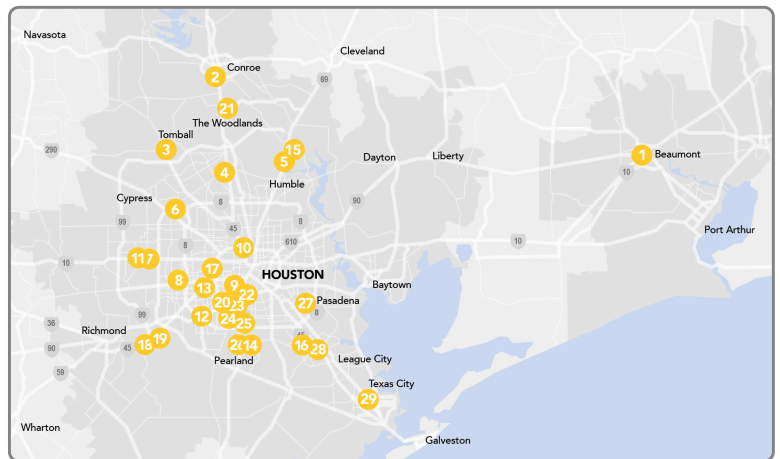 Navasota
Cleveland
Conroe
2
69
21
The Woodlands
Tomball
3
290
15
5
4
Humble
Dayton
Liberty
1
Beaumont
10
Cypress
6
8
90
99
45
8
610
Port Arthur
8
10
10
11
7
10
17
HOUSTON
8
13
9
22
20
23
Baytown
27
Pasadena
8
12
24
25
99
36
Richmond
90
45
18
19
14
Pearland
16
28
45
League City
59
Texas City
29
Wharton
Galveston